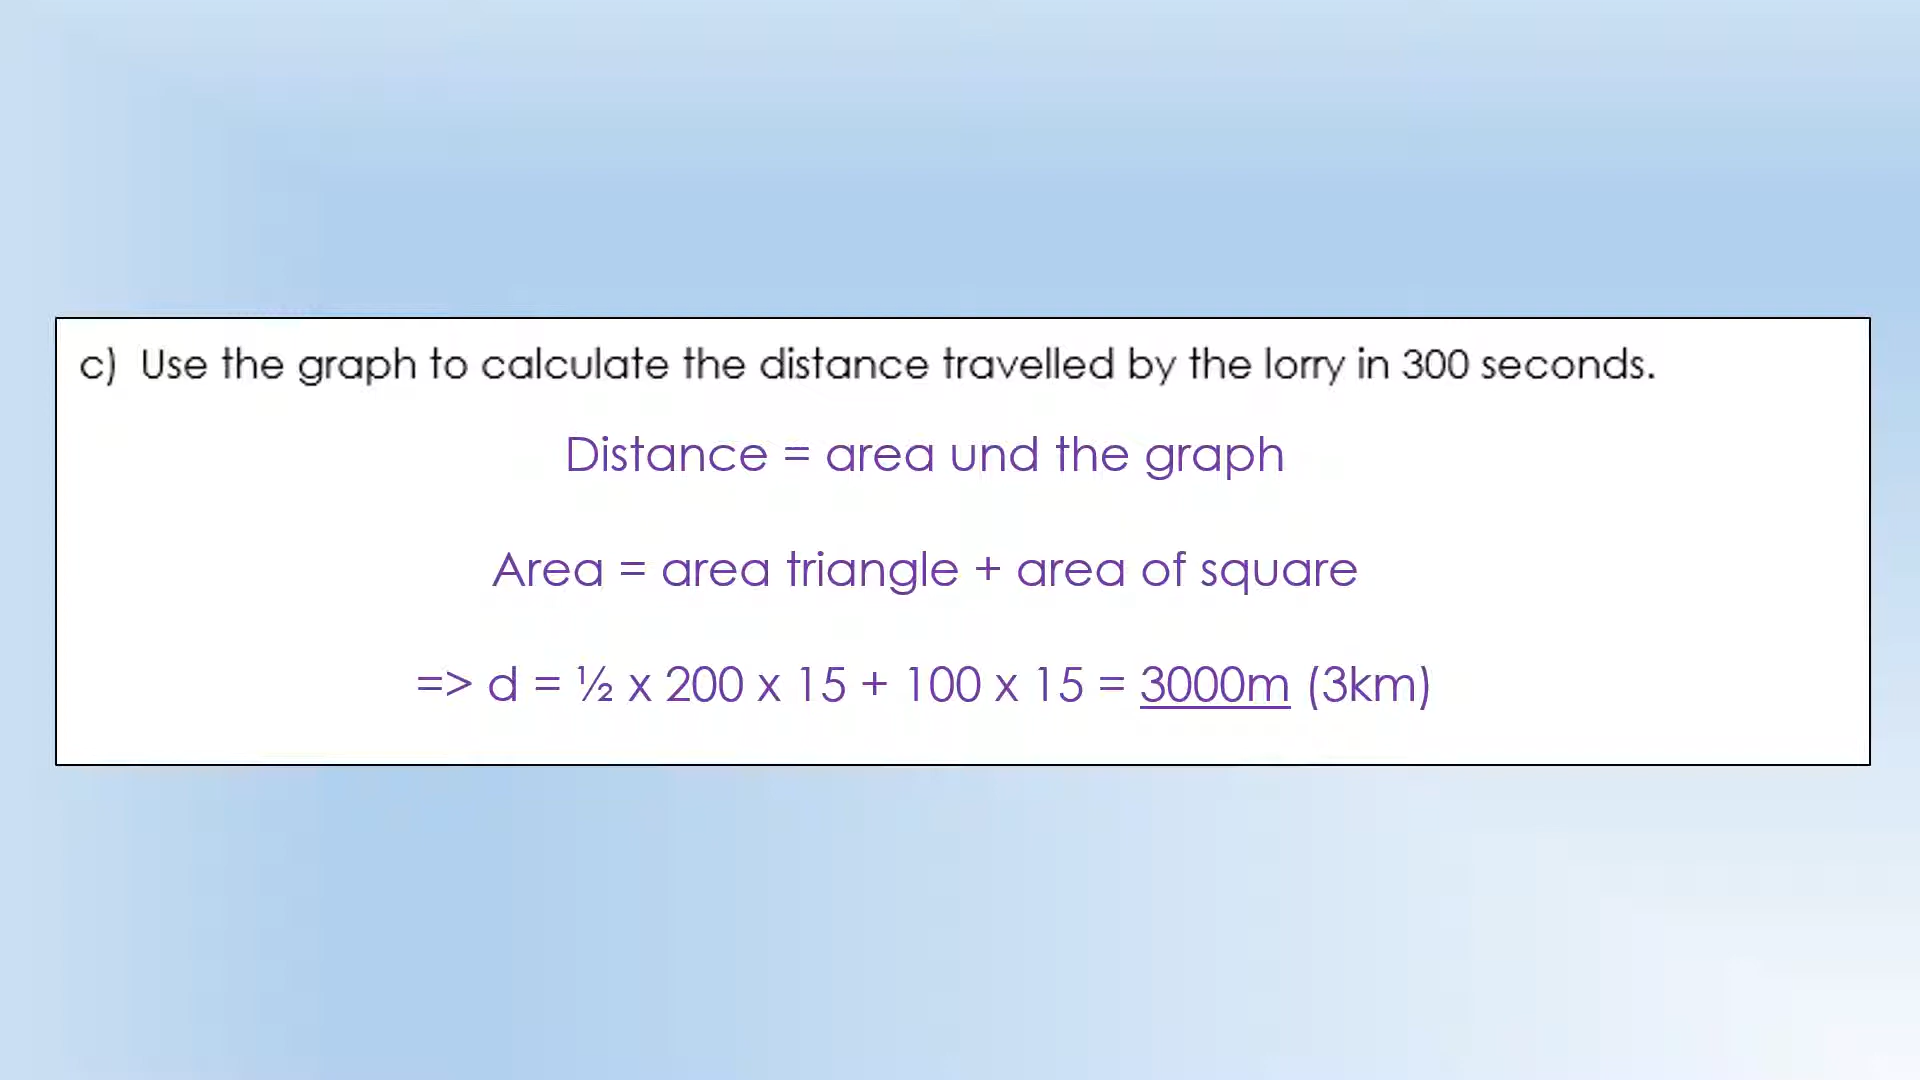 c) Use the graph to calculate the distance travelled by the lorry in 300 seconds.
Distance = area und the graph
Area = area triangle + area of square
=> d = ½ x 200 x 15 + 100 x 15 = 3000m (3km)